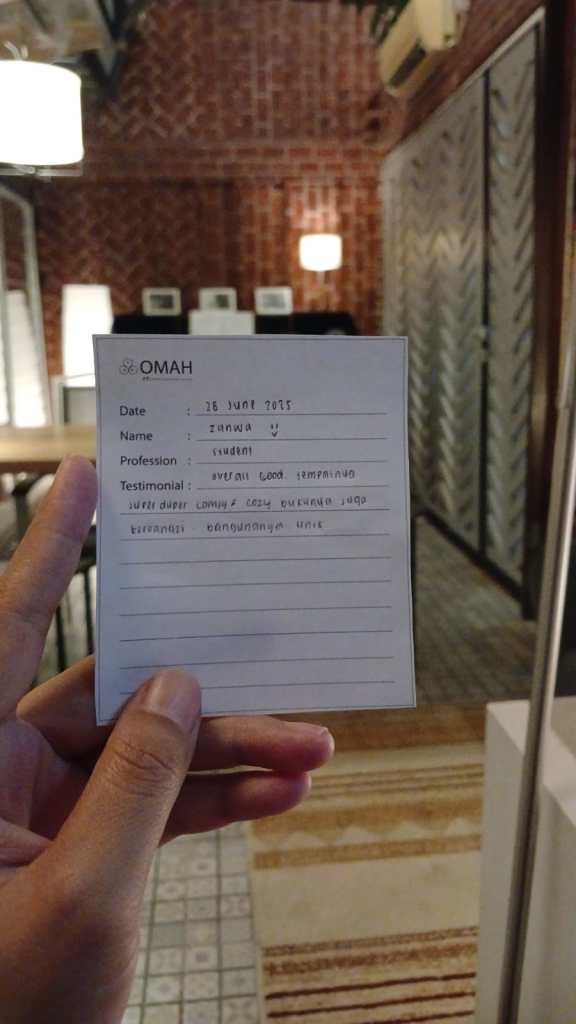 OMAH
Date : 28 June 2025
Name : zahwa :)
Profession : student
Testimonial : overall good. tempatnya
super duper comfy & cozy bukunya juga
bervariasi. bangunannya unik